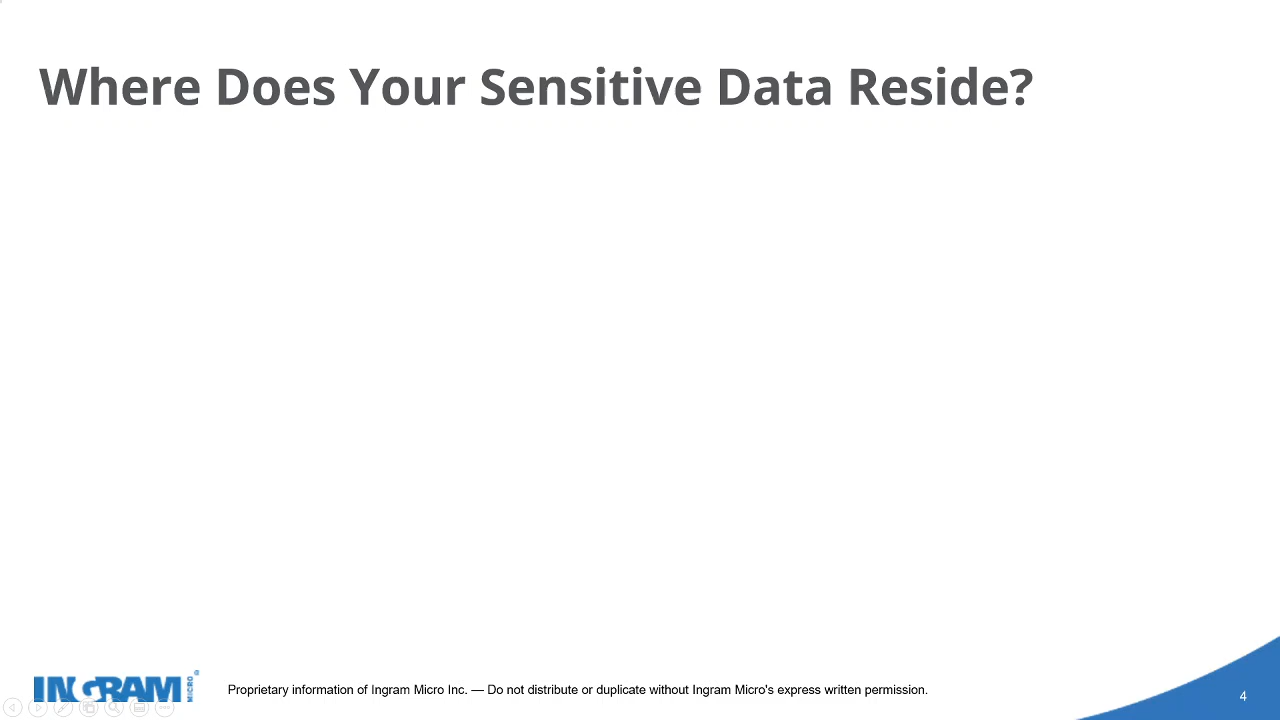 Where Does Your Sensitive Data Reside?
INGRAM MICRO®
Proprietary information of Ingram Micro Inc. — Do not distribute or duplicate without Ingram Micro's express written permission.
4